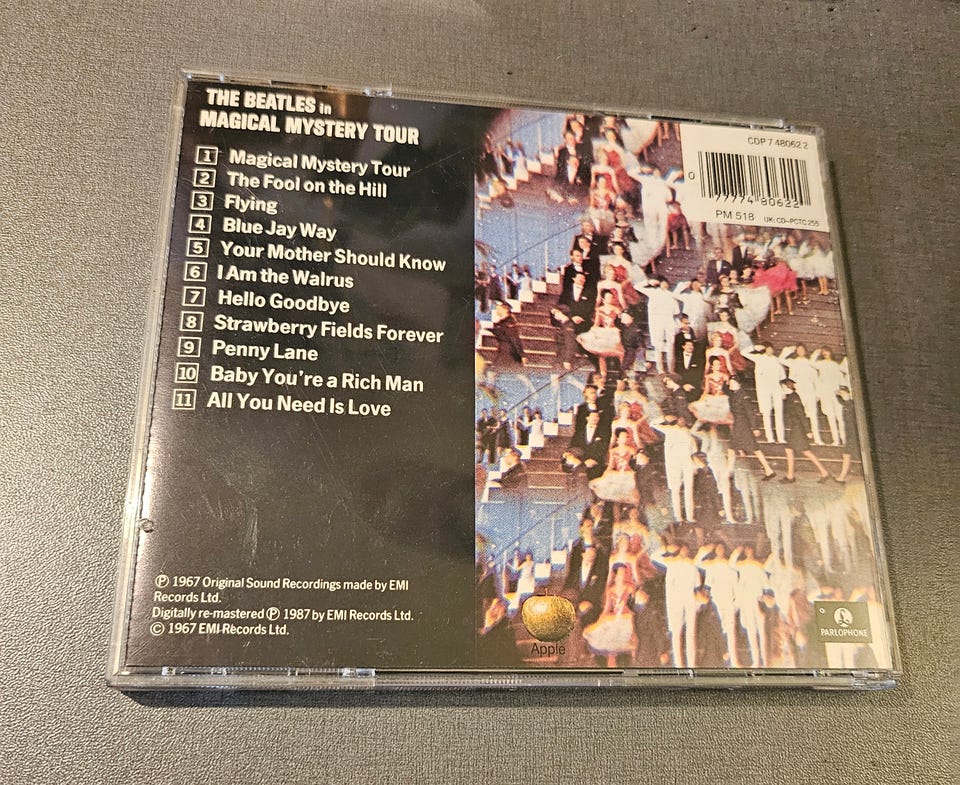 THE BEATLES in
MAGICAL MYSTERY TOUR
1 Magical Mystery Tour
2 The Fool on the Hill
3 Flying
4 Blue Jay Way
5 Your Mother Should Know
6 I Am the Walrus
7 Hello Goodbye
8 Strawberry Fields Forever
9 Penny Lane
10 Baby You're a Rich Man
11 All You Need Is Love
℗ 1967 Original Sound Recordings made by EMI
Records Ltd.
Digitally re-mastered ℗ 1987 by EMI Records Ltd.
© 1967 EMI Records Ltd.
CDP 7 48062 2
0 77774 80622
PM 518 UK: CD-PCTC 255
Apple
PARLOPHONE